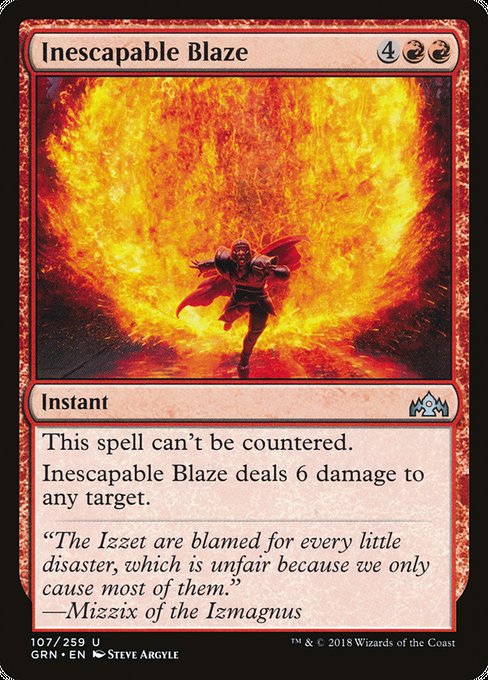 Inescapable Blaze 4
Instant
This spell can't be countered.
Inescapable Blaze deals 6 damage to
any target.
“The Izzet are blamed for every little
disaster, which is unfair because we only
cause most of them.”
—Mizzix of the Izmagnus
107/259 U
GRN • EN Steve Argyle
™ & © 2018 Wizards of the Coast